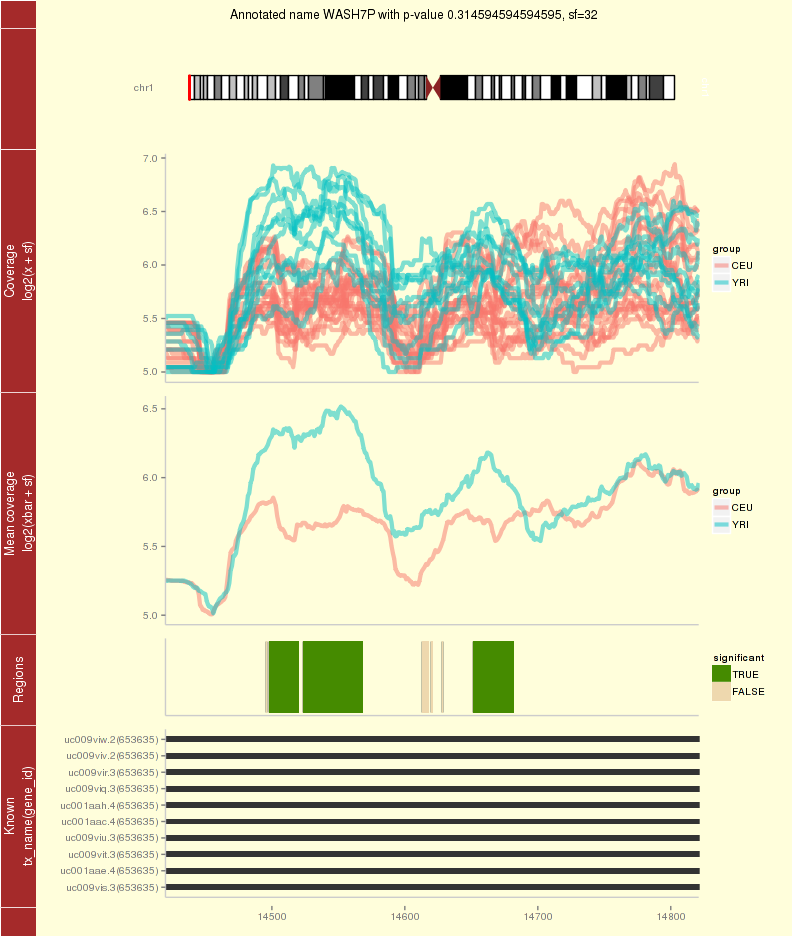 Annotated name WASH7P with p-value 0.314594594594595, sf=32
chr1
Coverage
log2(x + sf)
7.0
6.5
6.0
5.5
5.0
group
CEU
YRI
Mean coverage
log2(xbar + sf)
6.5
6.0
5.5
5.0
group
CEU
YRI
Regions
significant
TRUE
FALSE
Known
tx_name(gene_id)
uc009viw.2(653635)
uc009viv.2(653635)
uc009vir.3(653635)
uc009viq.3(653635)
uc001aah.4(653635)
uc001aac.4(653635)
uc009viu.3(653635)
uc009vit.3(653635)
uc001aae.4(653635)
uc009vis.3(653635)
14500
14600
14700
14800